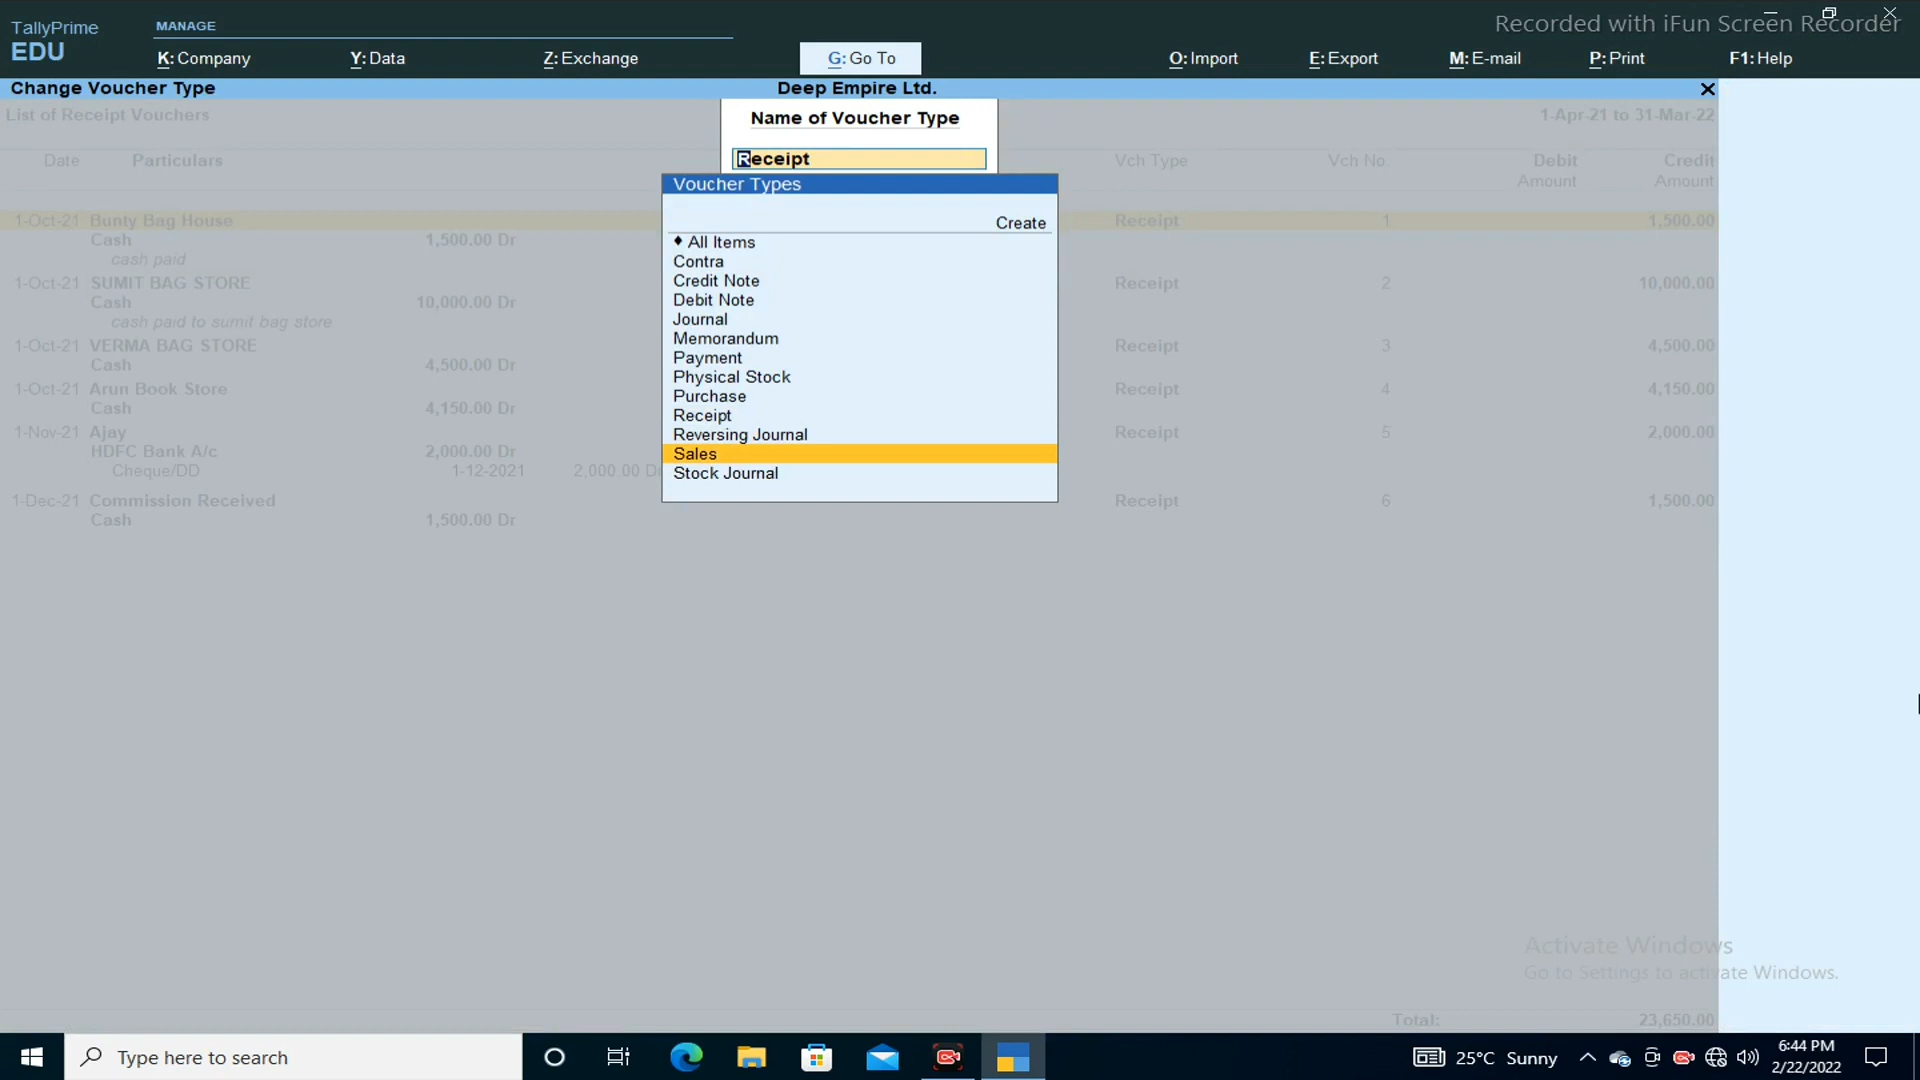 TallyPrime
EDU
MANAGE
K: Company
Y: Data
Z: Exchange
G: Go To
O: Import
E: Export
M: E-mail
P: Print
F1: Help
Recorded with iFun Screen Recorder
Change Voucher Type
Deep Empire Ltd.
List of Receipt Vouchers
1-Apr-21 to 31-Mar-22
Name of Voucher Type
Receipt
Voucher Types
Create
♦ All Items
Contra
Credit Note
Debit Note
Journal
Memorandum
Payment
Physical Stock
Purchase
Receipt
Reversing Journal
Sales
Stock Journal
Date Particulars Vch Type Vch No. Debit Credit
Amount Amount
1-Oct-21 Bunty Bag House Receipt 1 1,500.00
Cash 1,500.00 Dr
cash paid
1-Oct-21 SUMIT BAG STORE Receipt 2 10,000.00
Cash 10,000.00 Dr
cash paid to sumit bag store
1-Oct-21 VERMA BAG STORE Receipt 3 4,500.00
Cash 4,500.00 Dr
1-Oct-21 Arun Book Store Receipt 4 4,150.00
Cash 4,150.00 Dr
1-Nov-21 Ajay Receipt 5 2,000.00
HDFC Bank A/c 2,000.00 Dr
Cheque/DD 1-12-2021 2,000.00 D
1-Dec-21 Commission Received Receipt 6 1,500.00
Cash 1,500.00 Dr
Activate Windows
Go to Settings to activate Windows.
Total: 23,650.00
Type here to search
25°C Sunny
6:44 PM
2/22/2022